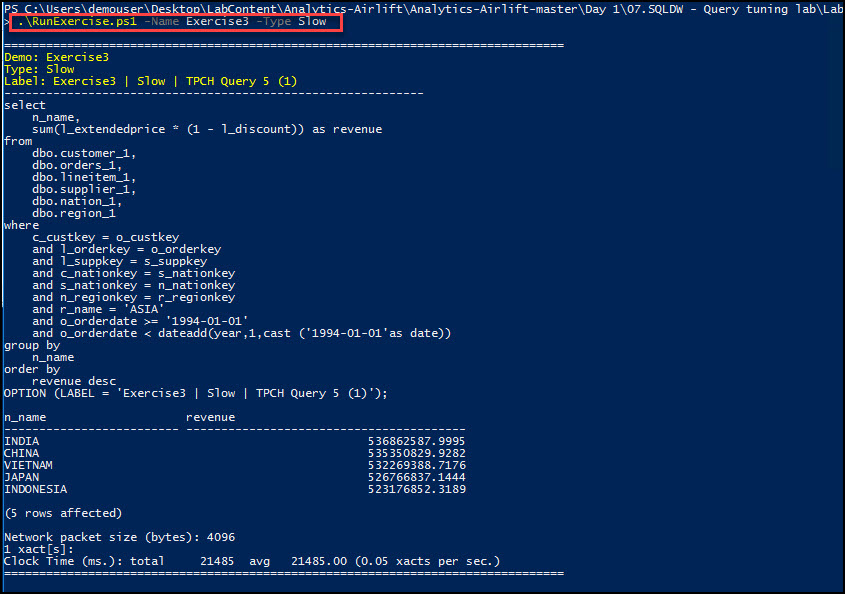 PS C:\Users\demouser\Desktop\LabContent\Analytics-Airlift\Analytics-Airlift-master\Day 1\07.SQLDW - Query tuning lab\Lab
> .\RunExercise.ps1 -Name Exercise3 -Type Slow
================================================================================
Demo: Exercise3
Type: Slow
Label: Exercise3 | Slow | TPCH Query 5 (1)
------------------------------------------------------------
select
    n_name,
    sum(l_extendedprice * (1 - l_discount)) as revenue
from
    dbo.customer_1,
    dbo.orders_1,
    dbo.lineitem_1,
    dbo.supplier_1,
    dbo.nation_1,
    dbo.region_1
where
    c_custkey = o_custkey
    and l_orderkey = o_orderkey
    and l_suppkey = s_suppkey
    and c_nationkey = s_nationkey
    and s_nationkey = n_nationkey
    and n_regionkey = r_regionkey
    and r_name = 'ASIA'
    and o_orderdate >= '1994-01-01'
    and o_orderdate < dateadd(year,1,cast ('1994-01-01'as date))
group by
    n_name
order by
    revenue desc
OPTION (LABEL = 'Exercise3 | Slow | TPCH Query 5 (1)');
n_name                    revenue
------------------------- ----------------------------------------
INDIA                                               536862587.9995
CHINA                                               535350829.9282
VIETNAM                                             532269388.7176
JAPAN                                               526766837.1444
INDONESIA                                           523176852.3189
(5 rows affected)
Network packet size (bytes): 4096
1 xact[s]:
Clock Time (ms.): total     21485  avg   21485.00 (0.05 xacts per sec.)
================================================================================